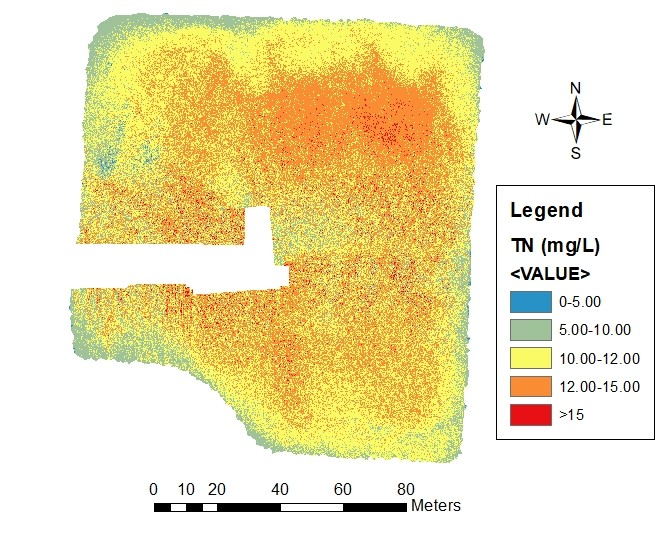 N
W E
S
Legend
TN (mg/L)
<VALUE>
0-5.00
5.00-10.00
10.00-12.00
12.00-15.00
>15
0 10 20 40 60 80
Meters